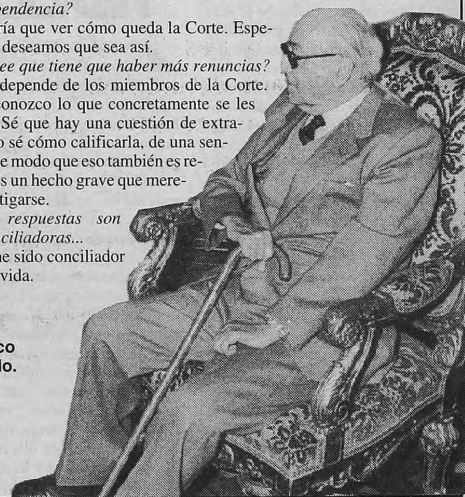 pendencia?
ría que ver cómo queda la Corte. Espe-
deseamos que sea así.
ee que tiene que haber más renuncias?
depende de los miembros de la Corte.
conozco lo que concretamente se les
Sé que hay una cuestión de extra-
o sé cómo calificarla, de una sen-
e modo que eso también es re-
s un hecho grave que mere-
tigarse.
respuestas son
ciliadoras...
he sido conciliador
vida.
co
lo.